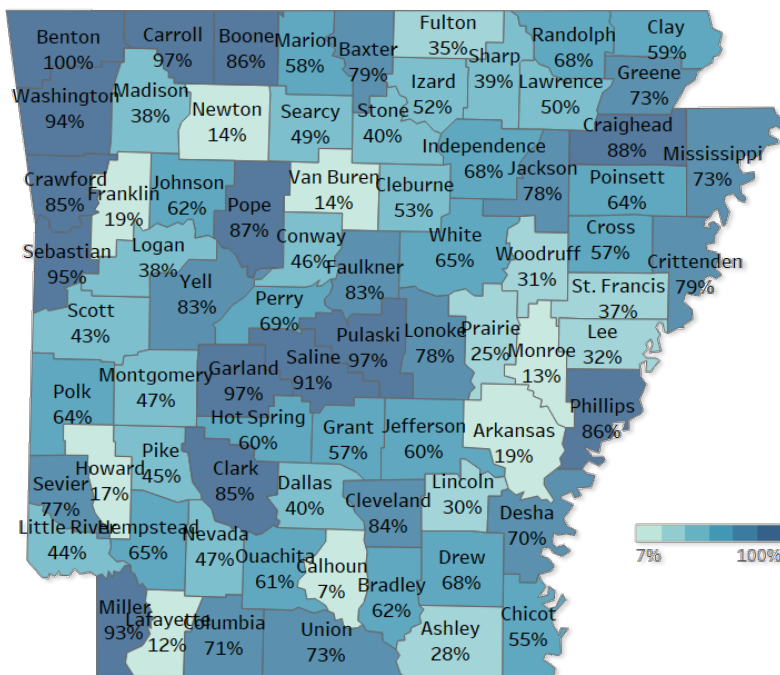 Benton
100%
Carroll
97%
Boone
86%
Marion
58%
Baxter
79%
Fulton
35%
Sharp
39%
Randolph
68%
Clay
59%
Izard
52%
Lawrence
50%
Greene
73%
Washington
94%
Madison
38%
Newton
14%
Searcy
49%
Stone
40%
Independence
68%
Jackson
78%
Craighead
88%
Mississippi
73%
Crawford
85%
Franklin
19%
Johnson
62%
Pope
87%
Van Buren
14%
Cleburne
53%
Poinsett
64%
Sebastian
95%
Logan
38%
Yell
83%
Conway
46%
Faulkner
83%
White
65%
Woodruff
31%
Cross
57%
Crittenden
79%
St. Francis
37%
Scott
43%
Perry
69%
Pulaski
97%
Lonoke
78%
Prairie
25%
Monroe
13%
Lee
32%
Polk
64%
Montgomery
47%
Garland
97%
Saline
91%
Hot Spring
60%
Grant
57%
Jefferson
60%
Arkansas
19%
Phillips
86%
Sevier
77%
Howard
17%
Pike
45%
Clark
85%
Dallas
40%
Cleveland
84%
Lincoln
30%
Desha
70%
Little River
44%
Hempstead
65%
Nevada
47%
Ouachita
61%
Calhoun
7%
Bradley
62%
Drew
68%
Chicot
55%
Miller
93%
Lafayette
12%
Columbia
71%
Union
73%
Ashley
28%
7% 100%